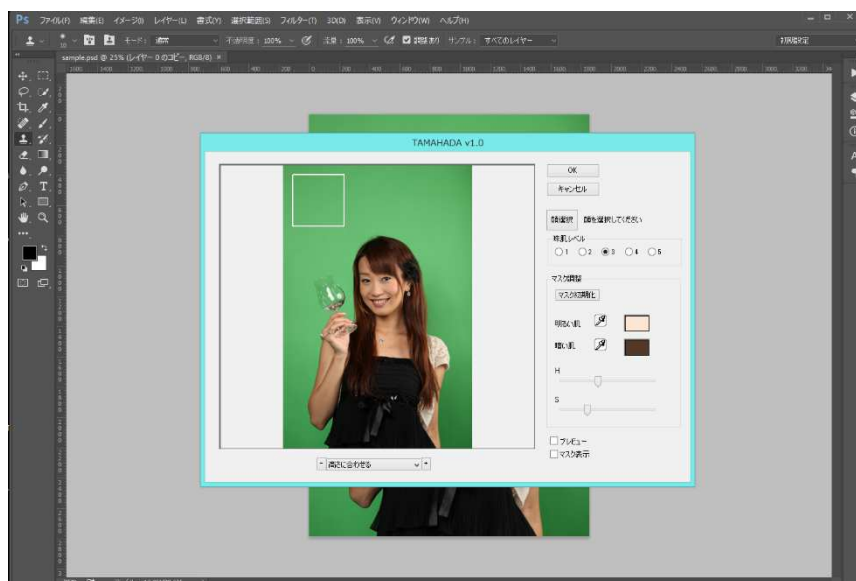 Ps ファイル(F) 編集(E) イメージ(I) レイヤー(L) 書式(Y) 選択範囲(S) フィルター(T) 3D(D) 表示(V) ウィンドウ(W) ヘルプ(H)
モード: 通常 不透明度: 100% 流量: 100% 調整あり サンプル: すべてのレイヤー 初期設定
sample.psd @ 25% (レイヤー 0 のコピー, RGB/8) ×
TAMAHADA v1.0
OK
キャンセル
顔選択 顔を選択してください
珠肌レベル
1 2 3 4 5
マスク調整
マスク初期化
明るい肌
暗い肌
H
S
プレビュー
マスク表示
- 高さに合わせる +